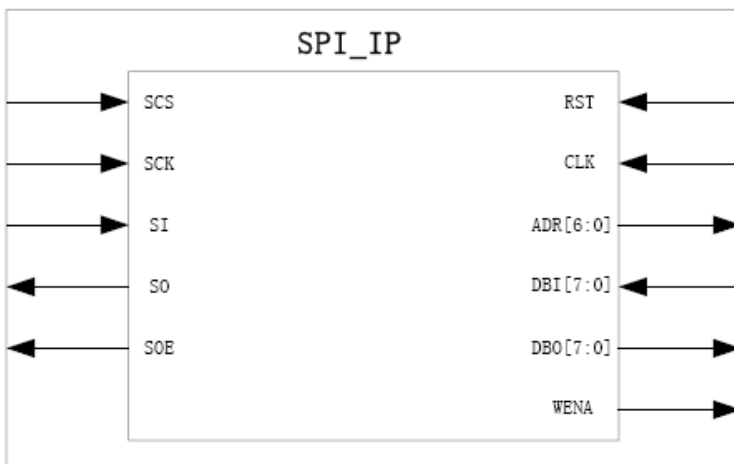 SPI_IP
SCS
RST
SCK
CLK
SI
ADR[6:0]
SO
DBI[7:0]
SOE
DBO[7:0]
WENA